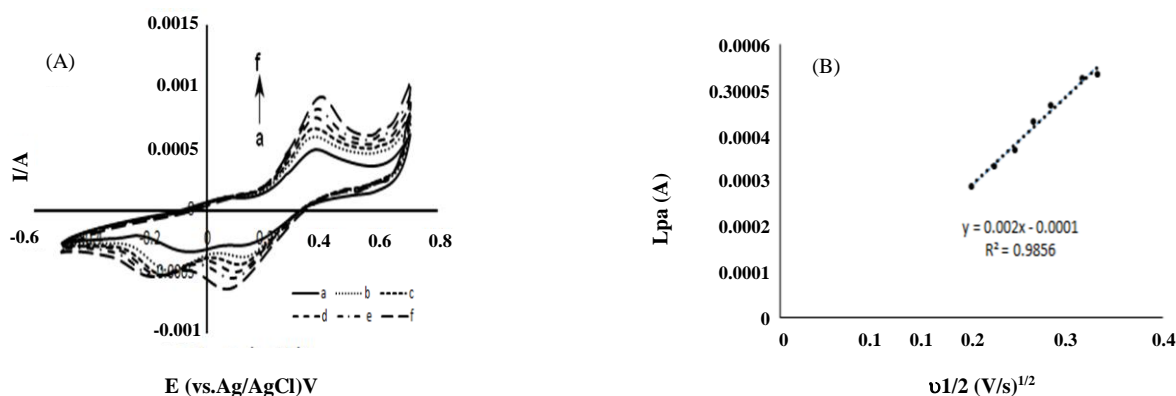 (A)
0.0015
0.001
0.0005
0
-0.0005
-0.001
I/A
f
a
-0.6
-0.2
0
0.2
0.4
0.6
0.8
a b c
d e f
E (vs.Ag/AgCl)V
(B)
0.0006
0.30005
0.0004
0.0003
0.0002
0.0001
0
Lpa (A)
y = 0.002x - 0.0001
R² = 0.9856
0 0.1 0.1 0.2 0.3 0.4
υ1/2 (V/s)1/2